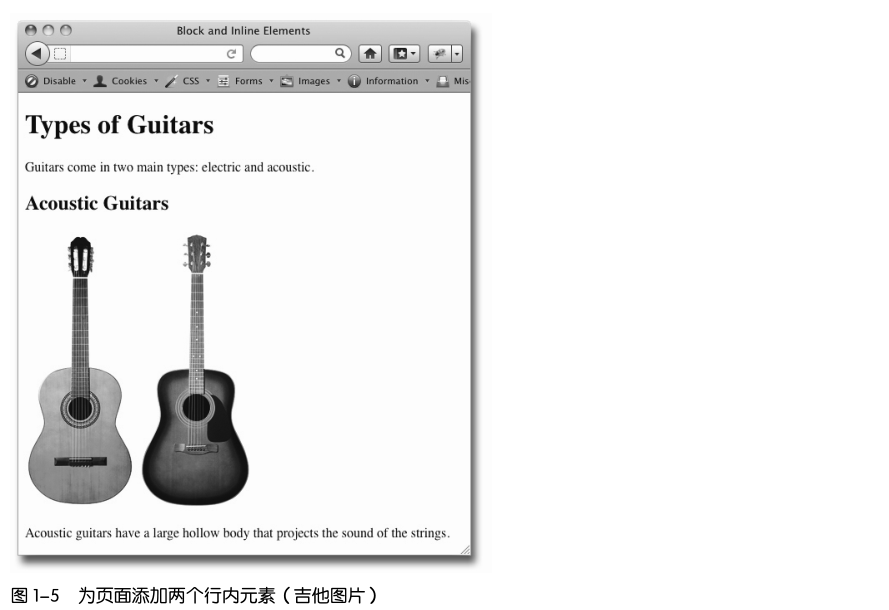 Block and Inline Elements
Disable Cookies CSS Forms Images Information Mis
Types of Guitars
Guitars come in two main types: electric and acoustic.
Acoustic Guitars
Acoustic guitars have a large hollow body that projects the sound of the strings.
图 1–5 为页面添加两个行内元素（吉他图片）